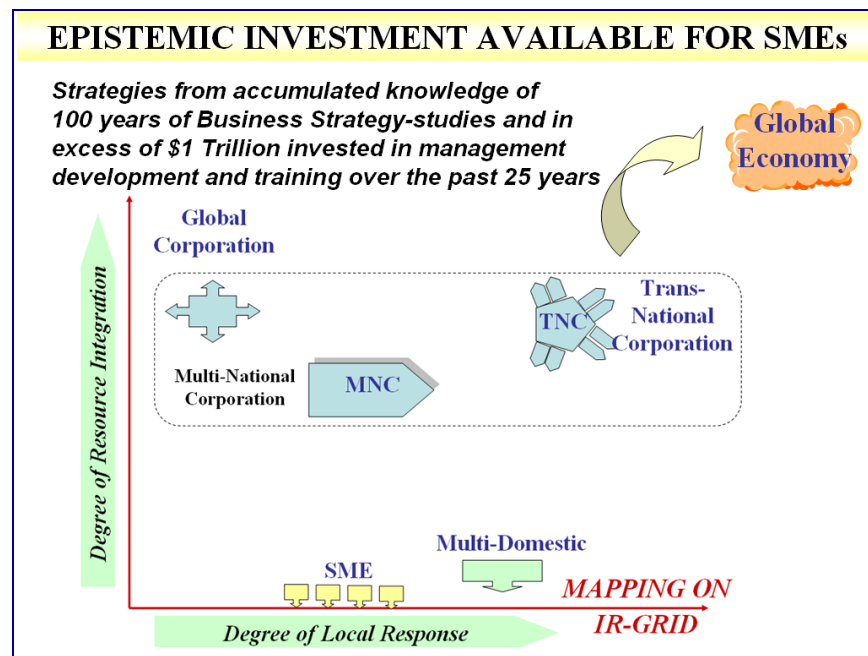 EPISTEMIC INVESTMENT AVAILABLE FOR SMEs
Strategies from accumulated knowledge of
100 years of Business Strategy-studies and in
excess of $1 Trillion invested in management
development and training over the past 25 years
Global
Economy
Global
Corporation
Trans-
National
Corporation
TNC
Multi-National
Corporation
MNC
Degree of Resource Integration
Multi-Domestic
SME
MAPPING ON
IR-GRID
Degree of Local Response